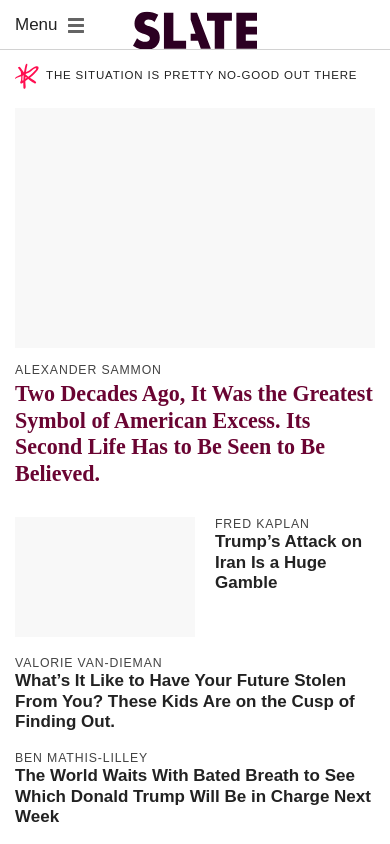 Menu
SLATE
THE SITUATION IS PRETTY NO-GOOD OUT THERE
ALEXANDER SAMMON
Two Decades Ago, It Was the Greatest
Symbol of American Excess. Its
Second Life Has to Be Seen to Be
Believed.
FRED KAPLAN
Trump’s Attack on
Iran Is a Huge
Gamble
VALORIE VAN-DIEMAN
What’s It Like to Have Your Future Stolen
From You? These Kids Are on the Cusp of
Finding Out.
BEN MATHIS-LILLEY
The World Waits With Bated Breath to See
Which Donald Trump Will Be in Charge Next
Week